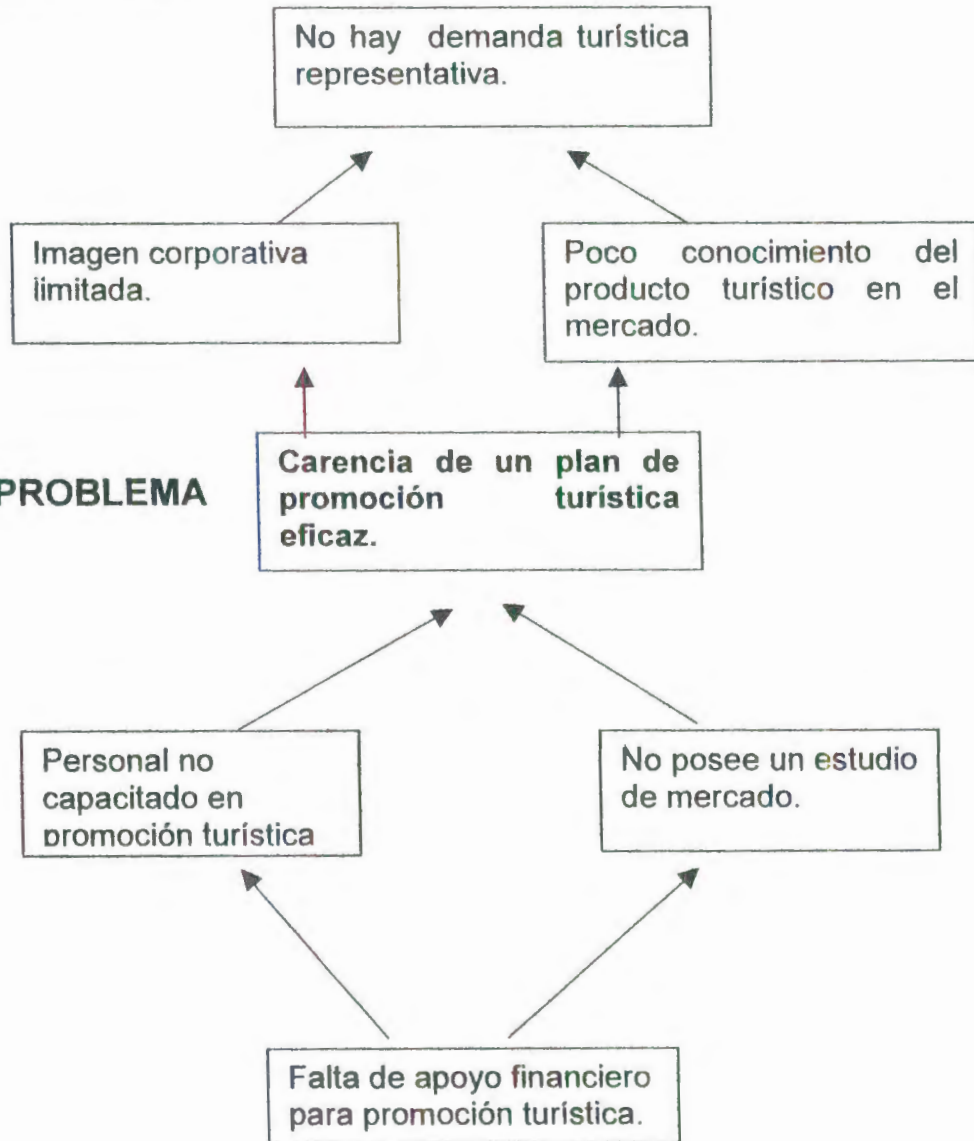 No hay demanda turística
representativa.
Imagen corporativa
limitada.
Poco conocimiento del
producto turístico en el
mercado.
PROBLEMA
Carencia de un plan de
promoción turística
eficaz.
Personal no
capacitado en
promoción turística
No posee un estudio
de mercado.
Falta de apoyo financiero
para promoción turística.